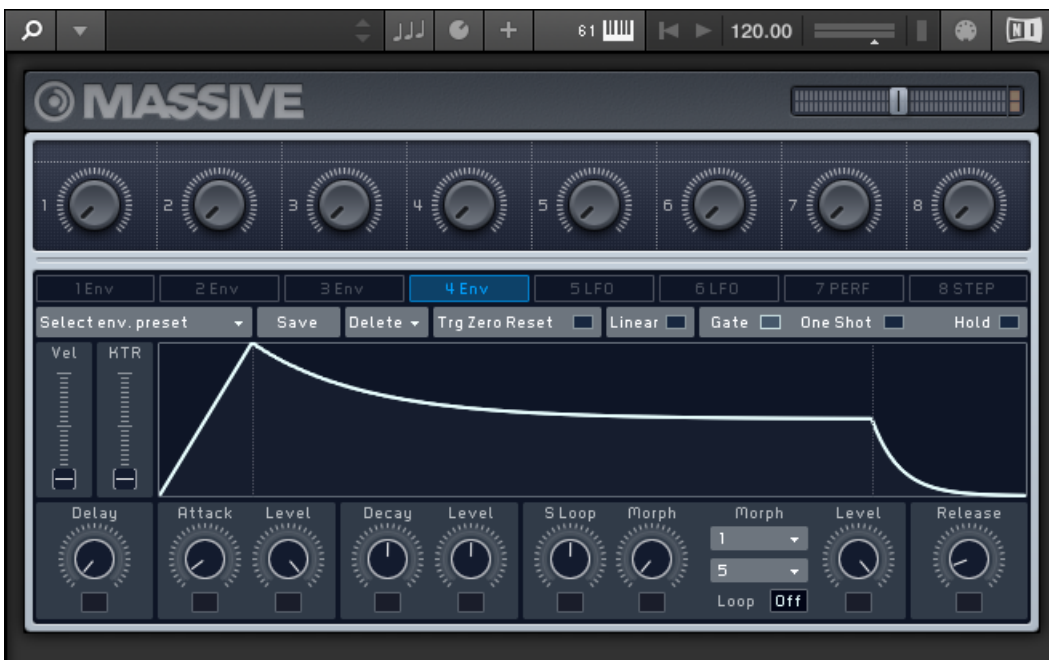 61 120.00 NI
MASSIVE
1 2 3 4 5 6 7 8
1 Env 2 Env 3 Env 4 Env 5 LFO 6 LFO 7 PERF 8 STEP
Select env. preset Save Delete Trg Zero Reset Linear Gate One Shot Hold
Vel KTR
Delay Attack Level Decay Level S Loop Morph Morph Level Release
1
5
Loop Off